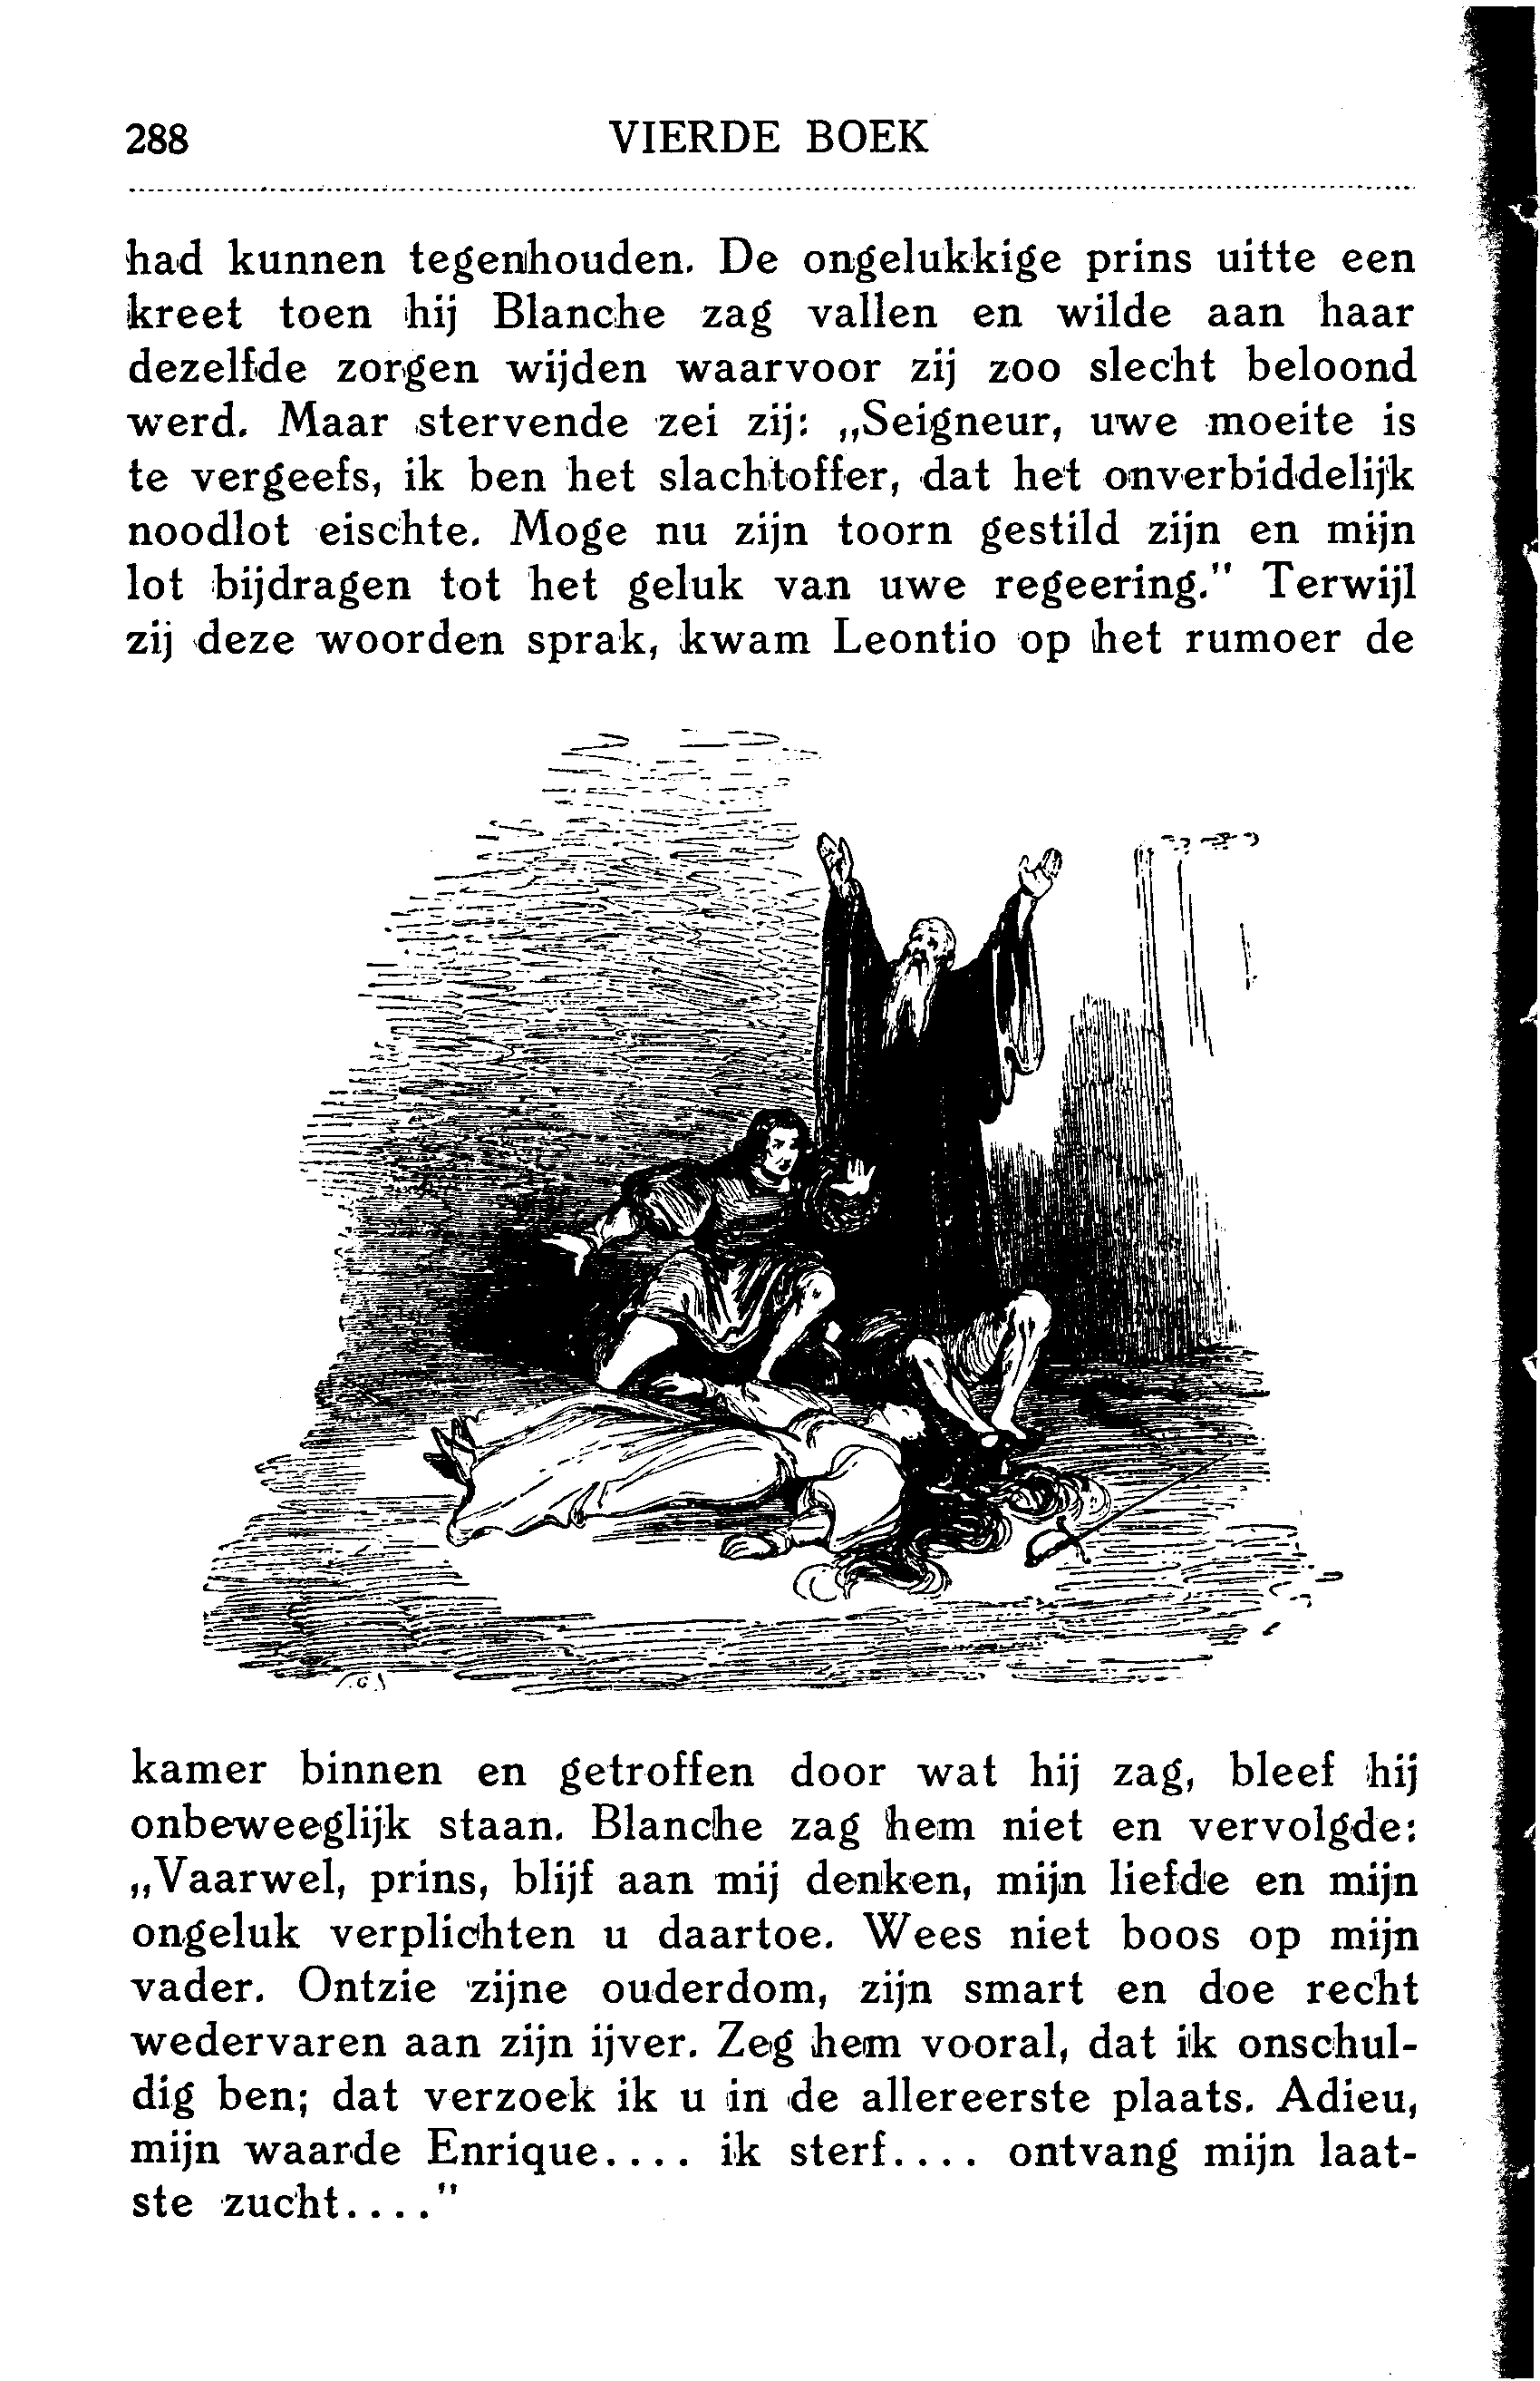 288 VIERDE BOEK
had kunnen tegenhouden. De ongelukkige prins uitte een
kreet toen hij Blanche zag vallen en wilde aan haar
dezelfde zorgen wijden waarvoor zij zoo slecht beloond
werd. Maar stervende zei zij: „Seigneur, uwe moeite is
te vergeefs, ik ben het slachtoffer, dat het onverbiddelijk
noodlot eischte. Moge nu zijn toorn gestild zijn en mijn
lot bijdragen tot het geluk van uwe regeering." Terwijl
zij deze woorden sprak, kwam Leontio op het rumoer de
kamer binnen en getroffen door wat hij zag, bleef hij
onbeweeglijk staan. Blanche zag hem niet en vervolgde:
„Vaarwel, prins, blijf aan mij denken, mijn liefde en mijn
ongeluk verplichten u daartoe. Wees niet boos op mijn
vader. Ontzie zijne ouderdom, zijn smart en doe recht
wedervaren aan zijn ijver. Zeg hem vooral, dat ik onschul-
dig ben; dat verzoek ik u in de allereerste plaats. Adieu,
mijn waarde Enrique.... ik sterf.... ontvang mijn laat-
ste zucht...."